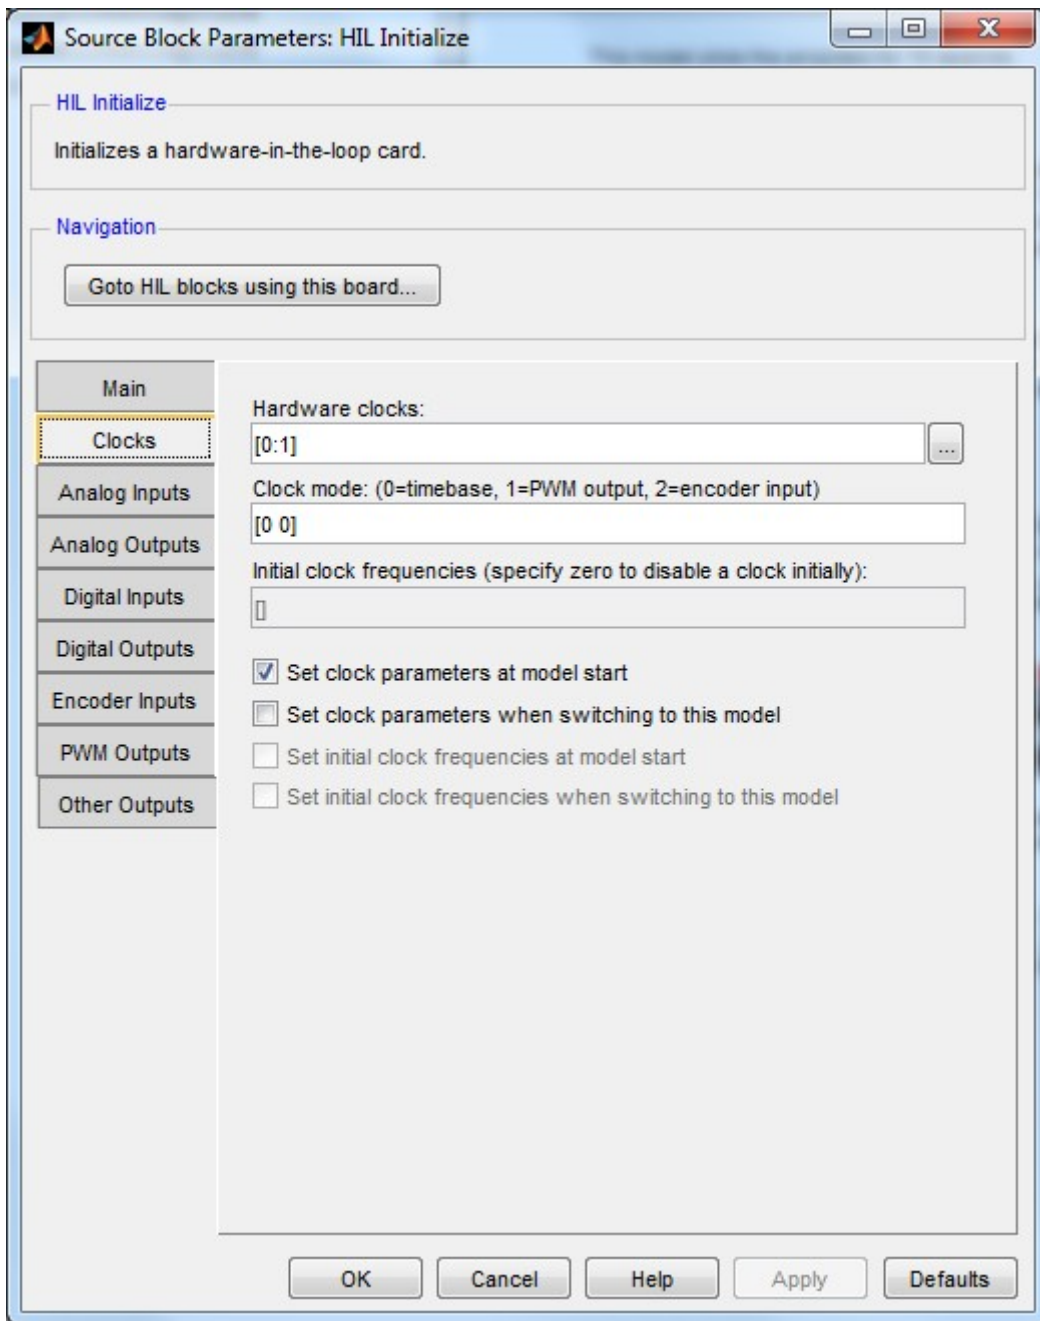 Source Block Parameters: HIL Initialize
HIL Initialize
Initializes a hardware-in-the-loop card.
Navigation
Goto HIL blocks using this board...
Main
Clocks
Analog Inputs
Analog Outputs
Digital Inputs
Digital Outputs
Encoder Inputs
PWM Outputs
Other Outputs
Hardware clocks:
[0:1]
...
Clock mode: (0=timebase, 1=PWM output, 2=encoder input)
[0 0]
Initial clock frequencies (specify zero to disable a clock initially):
[]
Set clock parameters at model start
Set clock parameters when switching to this model
Set initial clock frequencies at model start
Set initial clock frequencies when switching to this model
OK
Cancel
Help
Apply
Defaults